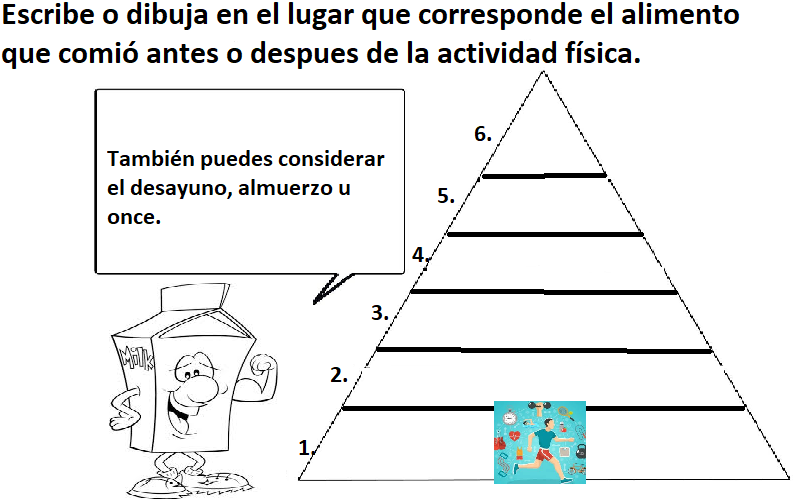 Escribe o dibuja en el lugar que corresponde el alimento
que comió antes o despues de la actividad física.
También puedes considerar
el desayuno, almuerzo u
once.
6.
5.
4.
3.
2.
1.
MilK